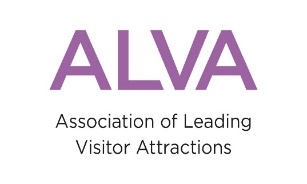 ALVA
Association of Leading
Visitor Attractions